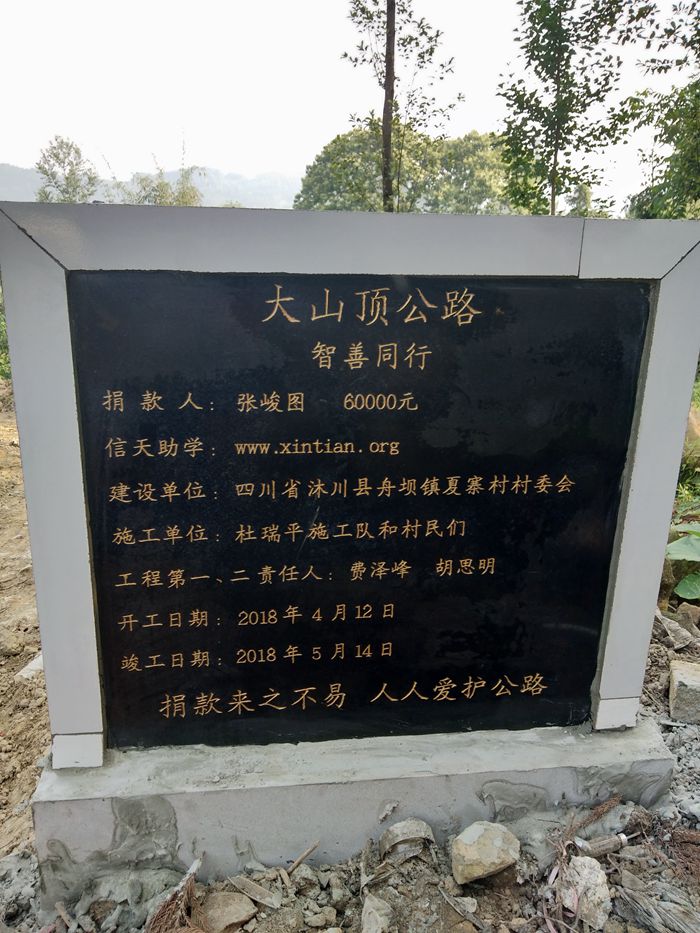 大山顶公路
智善同行
捐款人：张峻图 60000元
信天助学：www.xintian.org
建设单位：四川省沐川县舟坝镇夏寨村村委会
施工单位：杜瑞平施工队和村民们
工程第一、二责任人：费泽峰 胡思明
开工日期：2018年4月12日
竣工日期：2018年5月14日
捐款来之不易 人人爱护公路